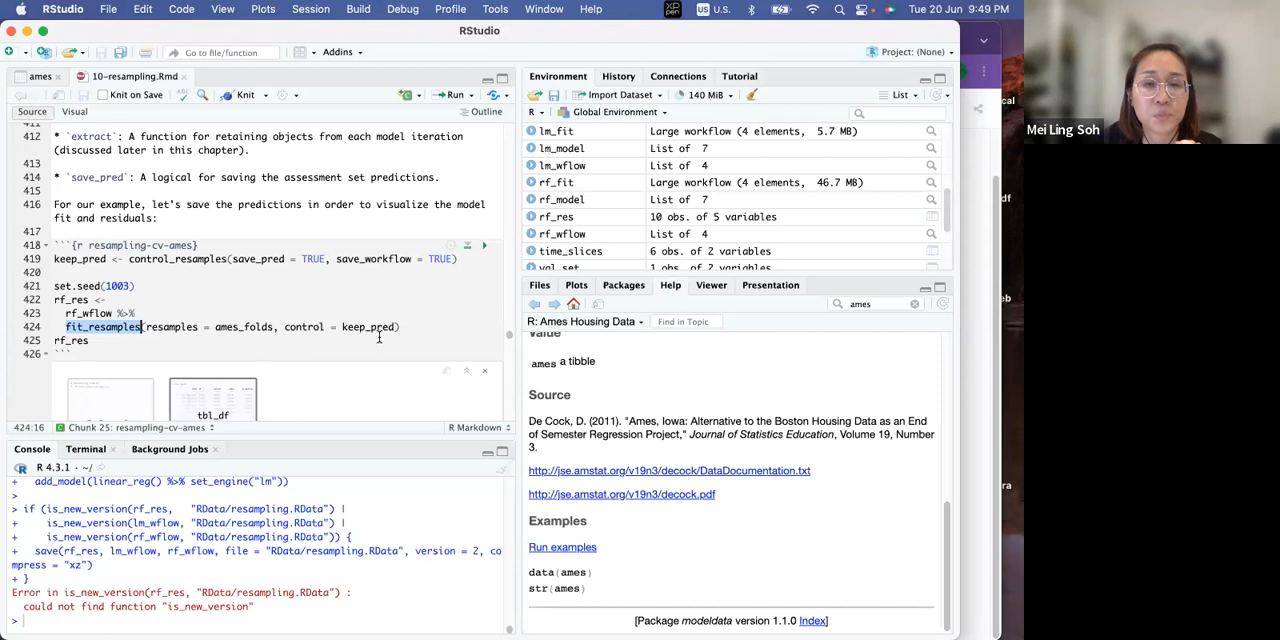 RStudio File Edit Code View Plots Session Build Debug Profile Tools Window Help XP PEN US U.S. Tue 20 Jun 9:49 PM
RStudio
Go to file/function Addins Project: (None)
ames 10-resampling.Rmd
Knit on Save Knit Run
Source Visual Outline
411
412 * `extract`: A function for retaining objects from each model iteration
(discussed later in this chapter).
413
414 * `save_pred`: A logical for saving the assessment set predictions.
415
416 For our example, let's save the predictions in order to visualize the model
fit and residuals:
417
418 ```{r resampling-cv-ames}
419 keep_pred <- control_resamples(save_pred = TRUE, save_workflow = TRUE)
420
421 set.seed(1003)
422 rf_res <-
423 rf_wflow %>%
424 fit_resamples(resamples = ames_folds, control = keep_pred)
425 rf_res
426 ```
tbl_df
424:16 Chunk 25: resampling-cv-ames R Markdown
Console Terminal Background Jobs
R 4.3.1 · ~/
+ add_model(linear_reg() %>% set_engine("lm"))
>
> if (is_new_version(rf_res, "RData/resampling.RData") |
+ is_new_version(lm_wflow, "RData/resampling.RData") |
+ is_new_version(rf_wflow, "RData/resampling.RData")) {
+ save(rf_res, lm_wflow, rf_wflow, file = "RData/resampling.RData", version = 2, co
mpress = "xz")
+ }
Error in is_new_version(rf_res, "RData/resampling.RData") :
could not find function "is_new_version"
>
Environment History Connections Tutorial
Import Dataset 140 MiB List
R Global Environment
lm_fit Large workflow (4 elements, 5.7 MB)
lm_model List of 7
lm_wflow List of 4
rf_fit Large workflow (4 elements, 46.7 MB)
rf_model List of 7
rf_res 10 obs. of 5 variables
rf_wflow List of 4
time_slices 6 obs. of 2 variables
val_set 1 obs. of 2 variables
Files Plots Packages Help Viewer Presentation
ames
R: Ames Housing Data Find in Topic
Value
ames a tibble
Source
De Cock, D. (2011). "Ames, Iowa: Alternative to the Boston Housing Data as an End
of Semester Regression Project," Journal of Statistics Education, Volume 19, Number
3.
http://jse.amstat.org/v19n3/decock/DataDocumentation.txt
http://jse.amstat.org/v19n3/decock.pdf
Examples
Run examples
data(ames)
str(ames)
[Package modeldata version 1.1.0 Index]
cal
df
eb
ra
Mei Ling Soh